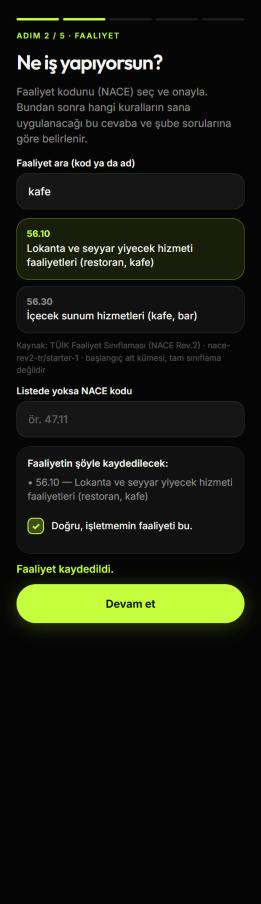 ADIM 2 / 5 · FAALIYET
Ne iş yapıyorsun?
Faaliyet kodunu (NACE) seç ve onayla.
Bundan sonra hangi kuralların sana
uygulanacağı bu cevaba ve şube sorularına
göre belirlenir.
Faaliyet ara (kod ya da ad)
kafe
56.10
Lokanta ve seyyar yiyecek hizmeti
faaliyetleri (restoran, kafe)
56.30
İçecek sunum hizmetleri (kafe, bar)
Kaynak: TÜİK Faaliyet Sınıflaması (NACE Rev.2) · nace-
rev2-tr/starter-1 · başlangıç alt kümesi, tam sınıflama
değildir
Listede yoksa NACE kodu
ör. 47.11
Faaliyetin şöyle kaydedilecek:
• 56.10 — Lokanta ve seyyar yiyecek hizmeti
faaliyetleri (restoran, kafe)
Doğru, işletmemin faaliyeti bu.
Faaliyet kaydedildi.
Devam et